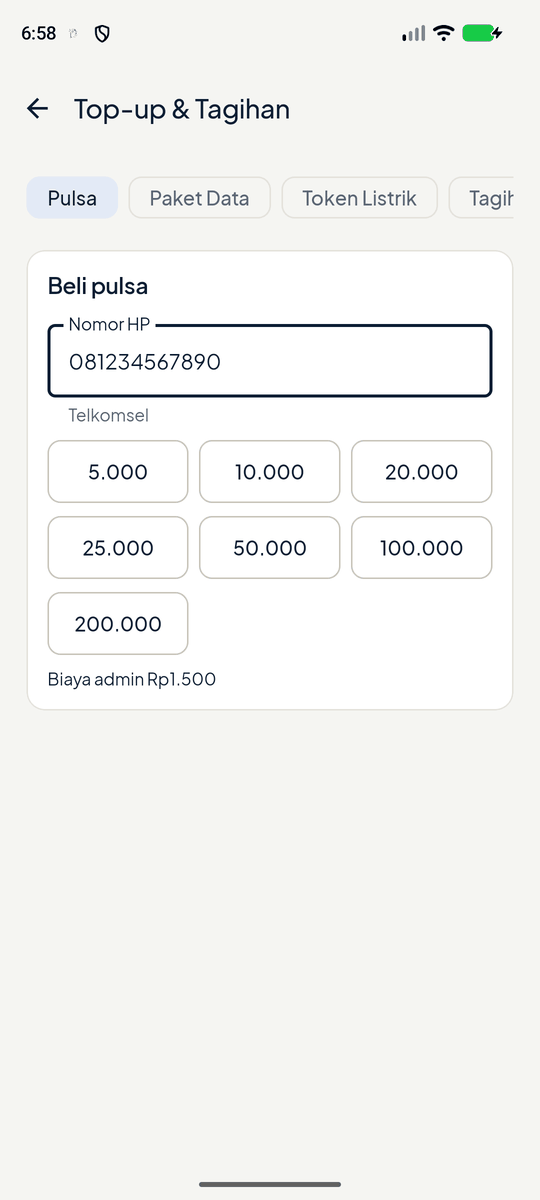 6:58
Top-up & Tagihan
Pulsa Paket Data Token Listrik Tagih
Beli pulsa
Nomor HP
081234567890
Telkomsel
5.000 10.000 20.000
25.000 50.000 100.000
200.000
Biaya admin Rp1.500